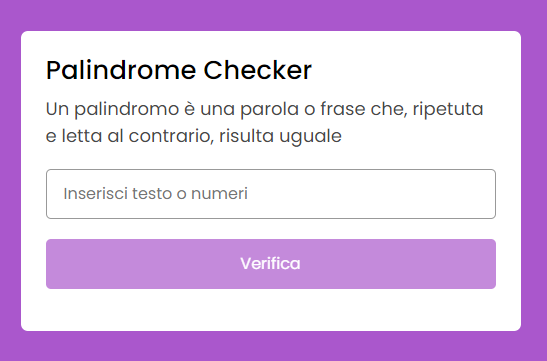 Palindrome Checker
Un palindromo è una parola o frase che, ripetuta
e letta al contrario, risulta uguale
Inserisci testo o numeri
Verifica